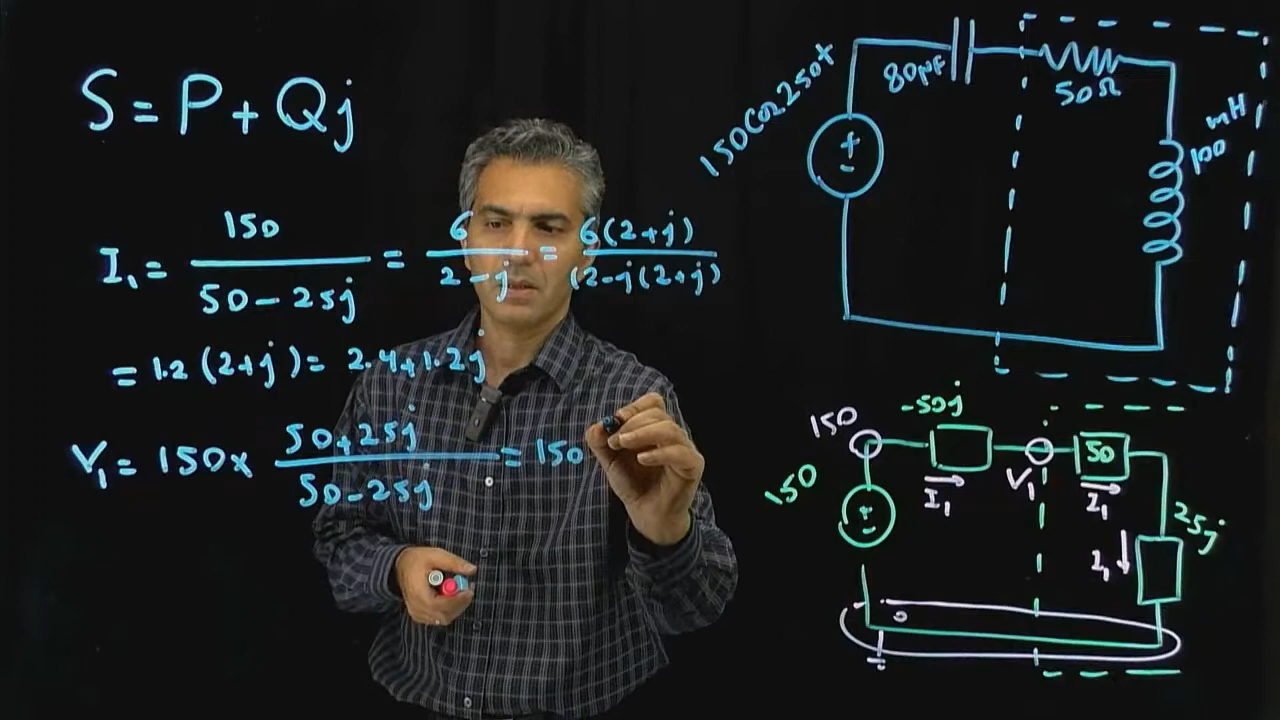 S = P + Qj
I₁ = 150 / (50 - 25j) = 6 / (2 - j) = 6(2+j) / (2-j(2+j)
= 1.2 (2+j) = 2.4+1.2j
V₁ = 150 × (50+25j) / (50-25j) = 150
150Cos250t
+
-
80μF
50Ω
100 mH
150
-50j
50
150
+
-
I₁
V₁
I₁
25j
I₁
0